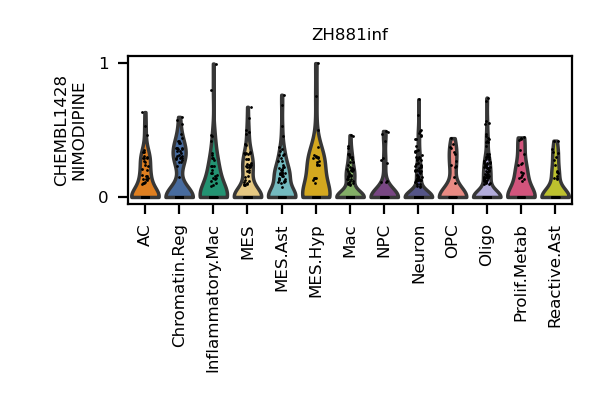 ZH881inf
CHEMBL1428
NIMODIPINE
1
0
AC
Chromatin.Reg
Inflammatory.Mac
MES
MES.Ast
MES.Hyp
Mac
NPC
Neuron
OPC
Oligo
Prolif.Metab
Reactive.Ast